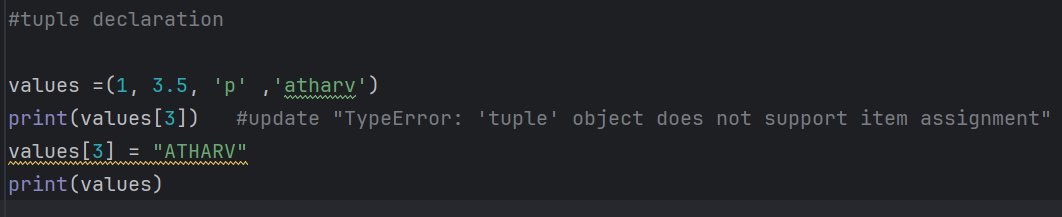 #tuple declaration
values =(1, 3.5, 'p' ,'atharv')
print(values[3])   #update "TypeError: 'tuple' object does not support item assignment"
values[3] = "ATHARV"
print(values)